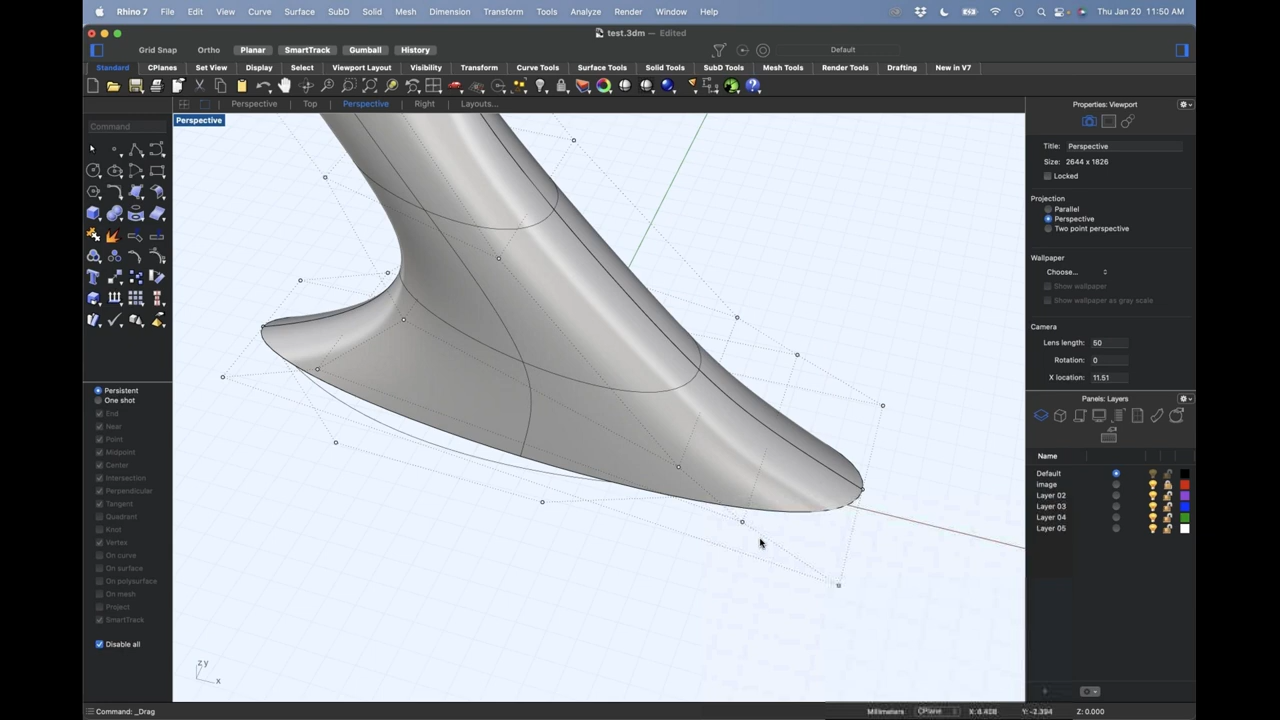 Rhino 7 File Edit View Curve Surface SubD Solid Mesh Dimension Transform Tools Analyze Render Window Help Thu Jan 20 11:50 AM
test.3dm — Edited
Grid Snap Ortho Planar SmartTrack Gumball History Default
Standard CPlanes Set View Display Select Viewport Layout Visibility Transform Curve Tools Surface Tools Solid Tools SubD Tools Mesh Tools Render Tools Drafting New in V7
Perspective Top Perspective Right Layouts...
Perspective
Command
Persistent
One shot
End
Near
Point
Midpoint
Center
Intersection
Perpendicular
Tangent
Quadrant
Knot
Vertex
On curve
On surface
On polysurface
On mesh
Project
SmartTrack
Disable all
z y
x
Properties: Viewport
Title: Perspective
Size: 2644 x 1826
Locked
Projection
Parallel
Perspective
Two point perspective
Wallpaper
Choose...
Show wallpaper
Show wallpaper as gray scale
Camera
Lens length: 50
Rotation: 0
X location: 11.51
Panels: Layers
Name
Default
image
Layer 02
Layer 03
Layer 04
Layer 05
Command: _Drag
Millimeters CPlane Z: 0.000